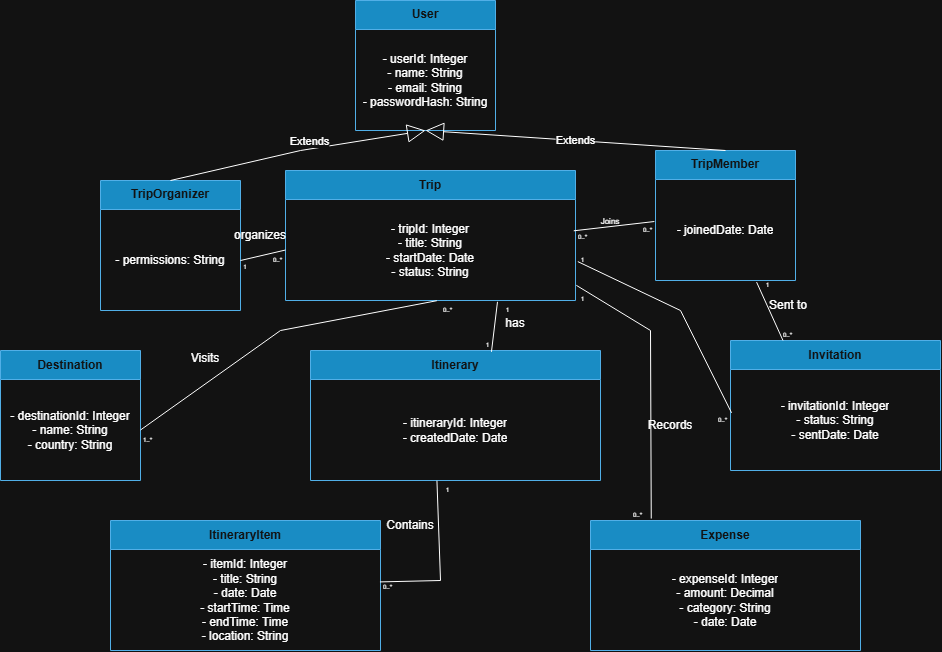 User
- userId: Integer
- name: String
- email: String
- passwordHash: String
Extends
Extends
TripOrganizer
- permissions: String
organizes
1
0..*
Trip
- tripId: Integer
- title: String
- startDate: Date
- status: String
Joins
0..*
0..*
TripMember
- joinedDate: Date
1
Sent to
0..*
1
1
0..*
1
has
1
Visits
1..*
Destination
- destinationId: Integer
- name: String
- country: String
Itinerary
- itineraryId: Integer
- createdDate: Date
Invitation
- invitationId: Integer
- status: String
- sentDate: Date
0..*
Records
0..*
1
Contains
0..*
ItineraryItem
- itemId: Integer
- title: String
- date: Date
- startTime: Time
- endTime: Time
- location: String
Expense
- expenseId: Integer
- amount: Decimal
- category: String
- date: Date